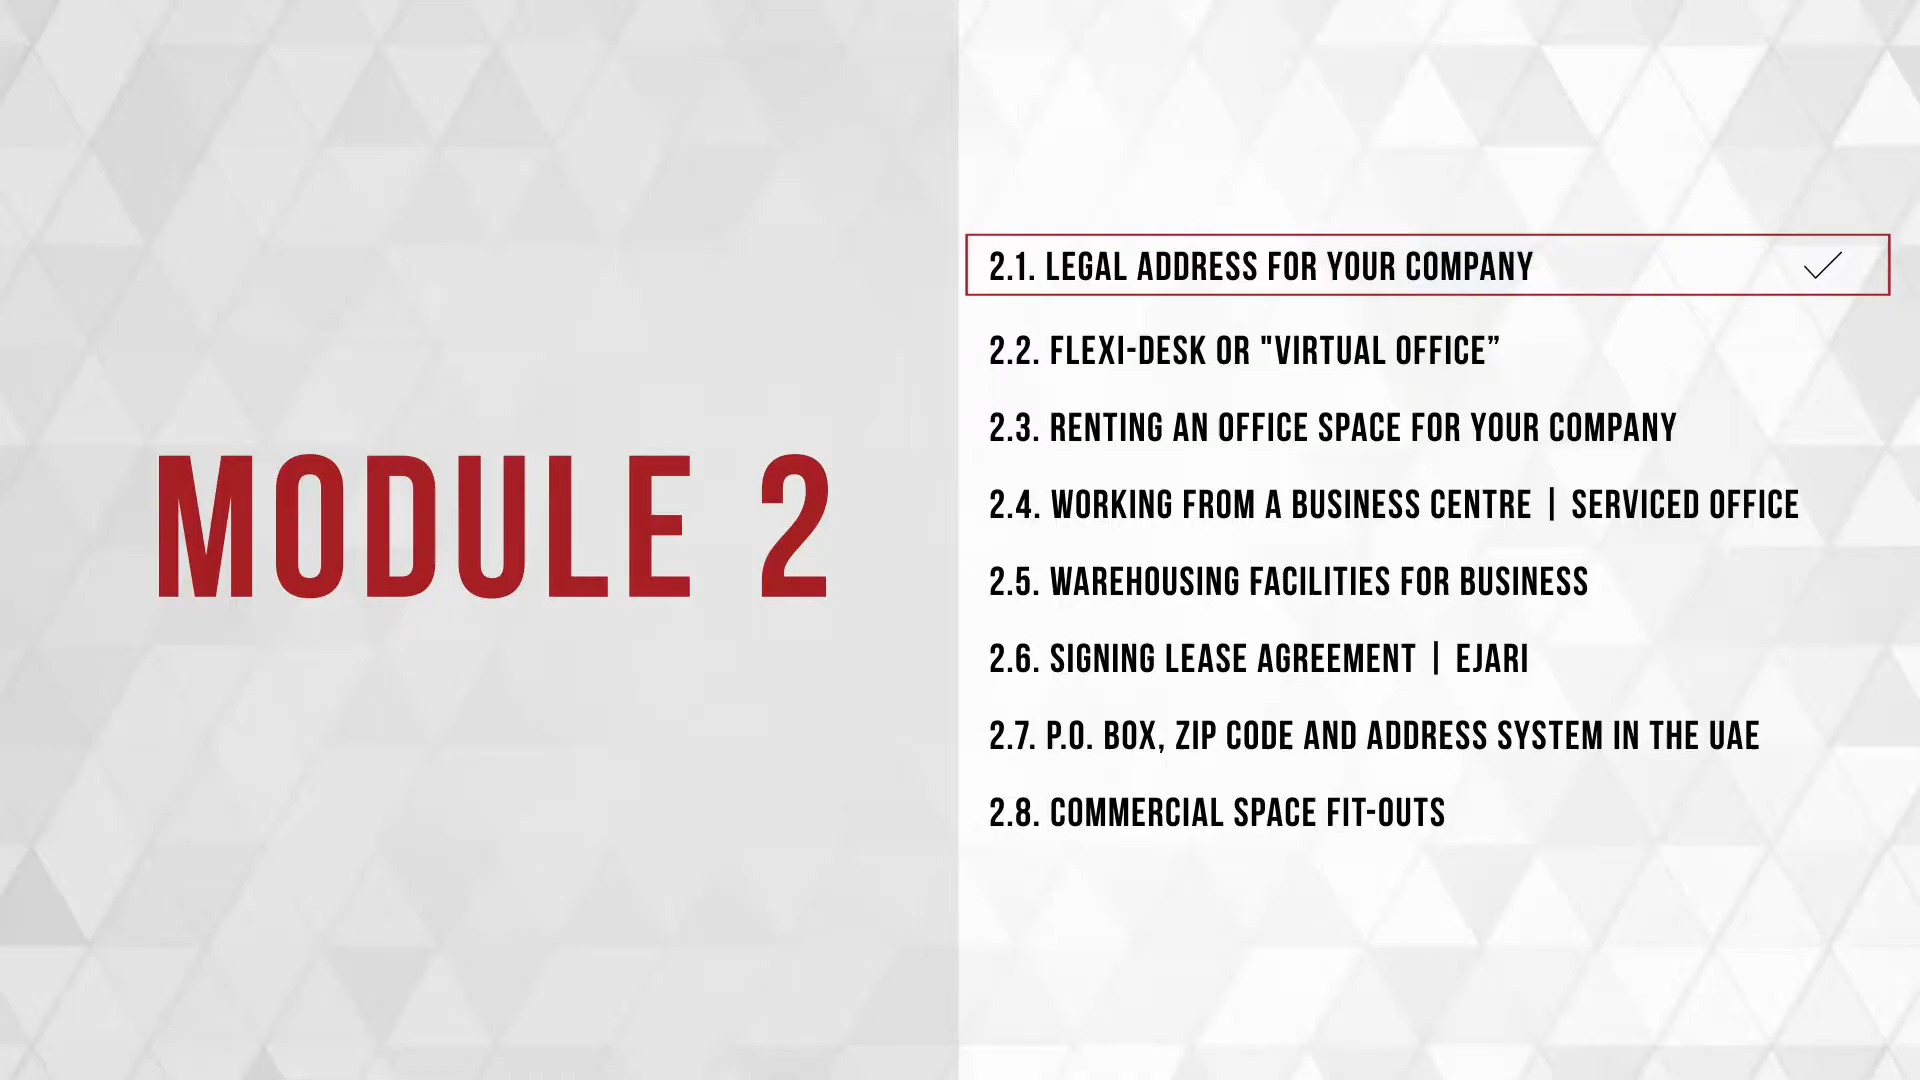 MODULE 2
2.1. LEGAL ADDRESS FOR YOUR COMPANY
2.2. FLEXI-DESK OR "VIRTUAL OFFICE”
2.3. RENTING AN OFFICE SPACE FOR YOUR COMPANY
2.4. WORKING FROM A BUSINESS CENTRE | SERVICED OFFICE
2.5. WAREHOUSING FACILITIES FOR BUSINESS
2.6. SIGNING LEASE AGREEMENT | EJARI
2.7. P.O. BOX, ZIP CODE AND ADDRESS SYSTEM IN THE UAE
2.8. COMMERCIAL SPACE FIT-OUTS